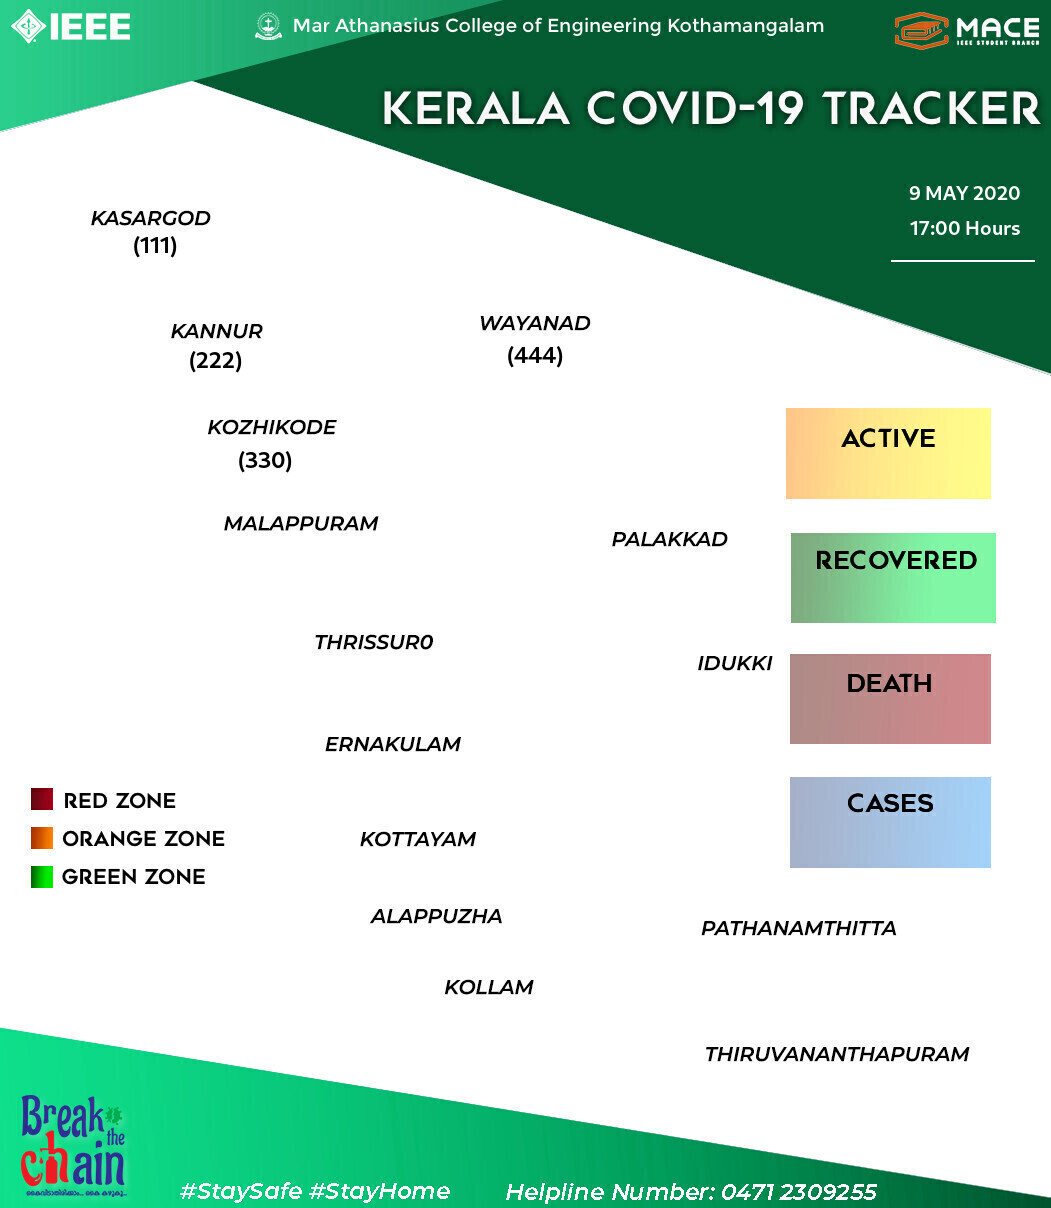 IEEE
Mar Athanasius College of Engineering Kothamangalam
MACE
IEEE STUDENT BRANCH
KERALA COVID-19 TRACKER
9 MAY 2020
17:00 Hours
KASARGOD
(111)
KANNUR
(222)
WAYANAD
(444)
KOZHIKODE
(330)
ACTIVE
MALAPPURAM
PALAKKAD
RECOVERED
THRISSUR0
IDUKKI
DEATH
ERNAKULAM
RED ZONE
CASES
ORANGE ZONE
KOTTAYAM
GREEN ZONE
ALAPPUZHA
PATHANAMTHITTA
KOLLAM
THIRUVANANTHAPURAM
Break
the
chain
#StaySafe #StayHome
Helpline Number: 0471 2309255